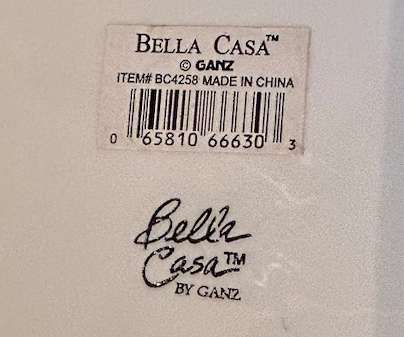 BELLA CASA™
© GANZ
ITEM# BC4258 MADE IN CHINA
0 65810 66630 3
Bella
Casa™
BY GANZ